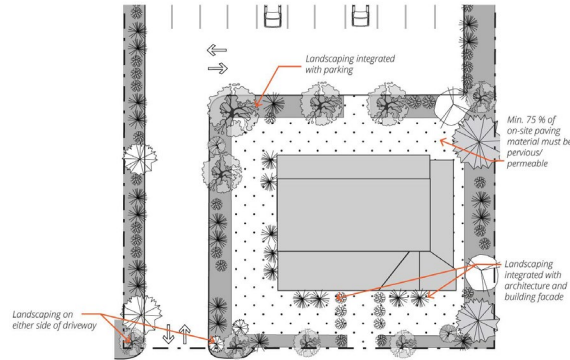 Landscaping integrated
with parking
Min. 75 % of
on-site paving
material must be
pervious/
permeable
Landscaping
integrated with
architecture and
building facade
Landscaping on
either side of driveway